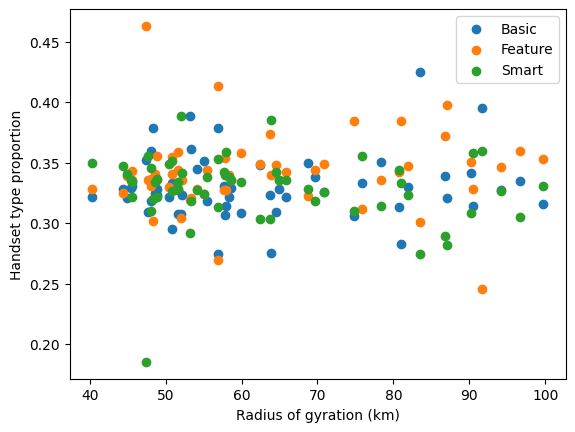 Basic
Feature
Smart
0.45
0.40
0.35
0.30
0.25
0.20
Handset type proportion
40 50 60 70 80 90 100
Radius of gyration (km)